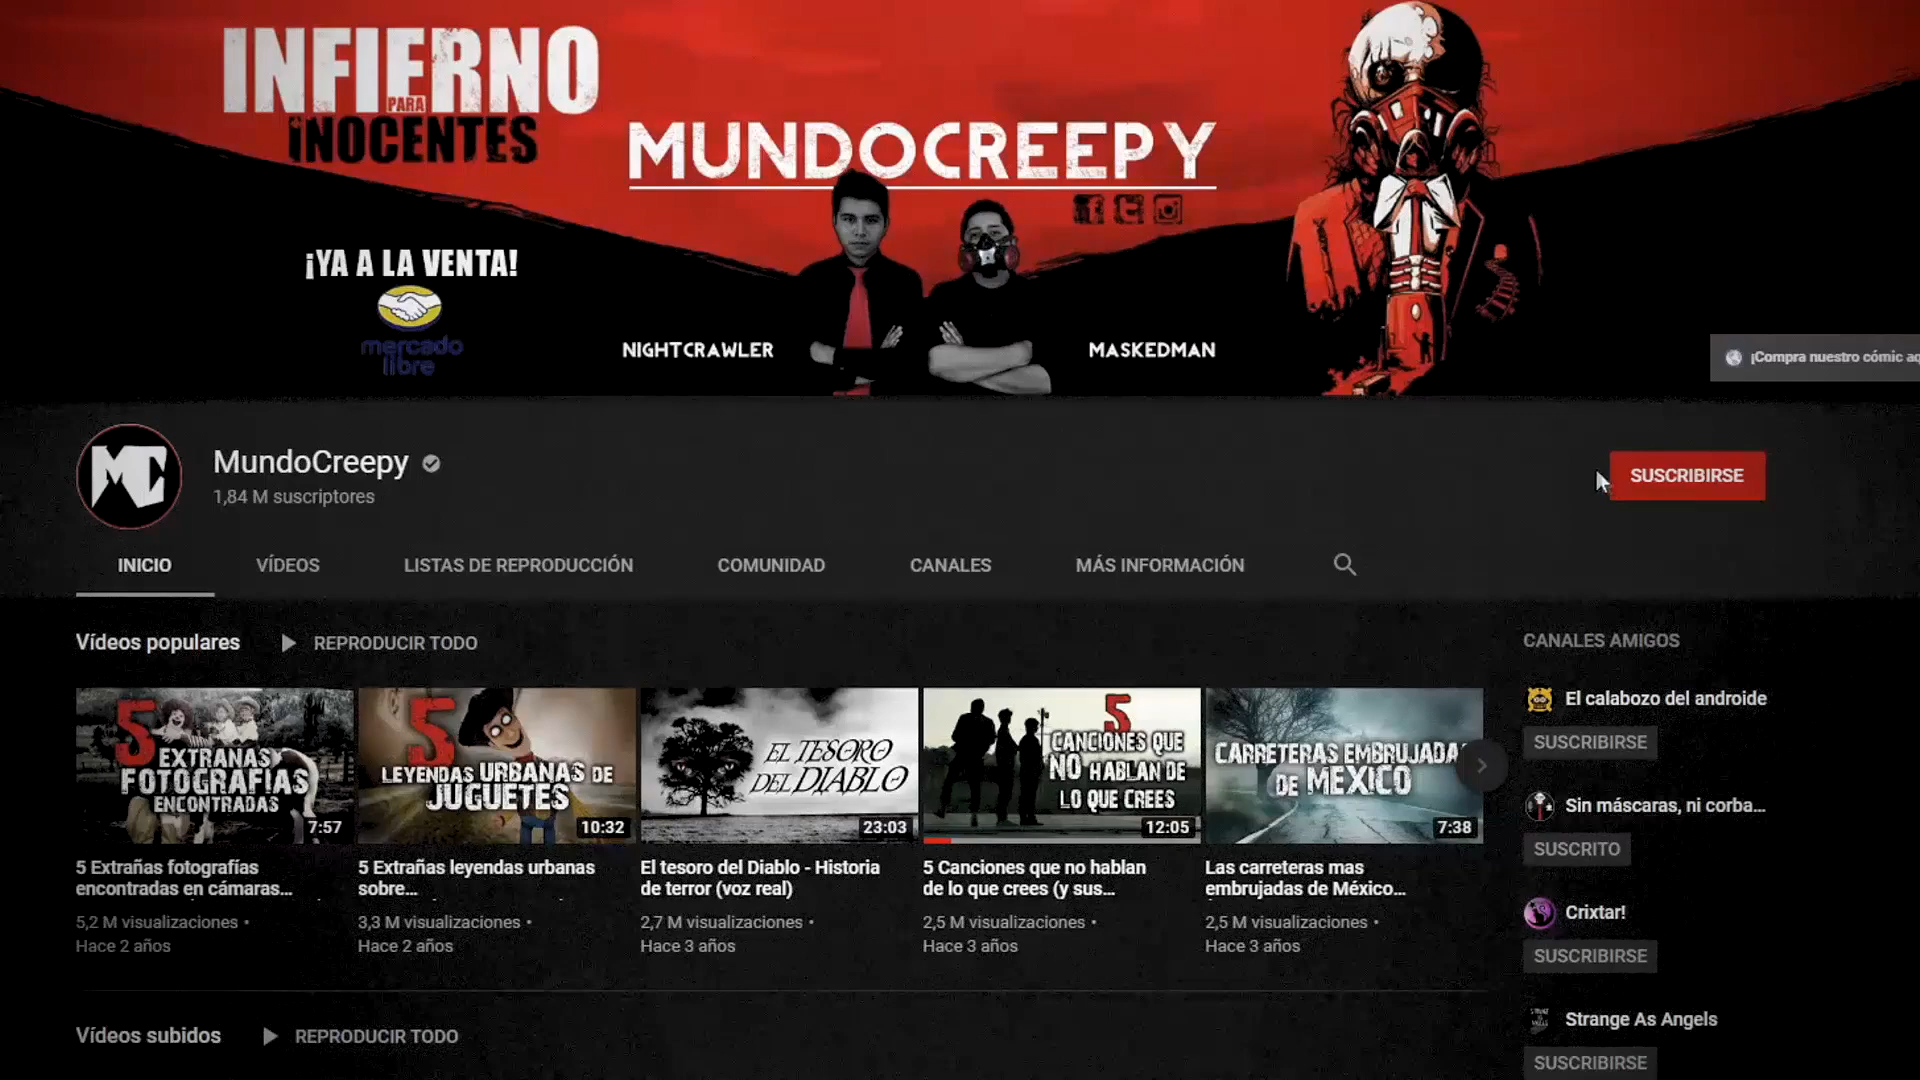 INFIERNO
PARA
INOCENTES
MUNDOCREEPY
¡YA A LA VENTA!
mercado
libre
NIGHTCRAWLER
MASKEDMAN
¡Compra nuestro cómic aq
MC
MundoCreepy
1,84 M suscriptores
SUSCRIBIRSE
INICIO
VÍDEOS
LISTAS DE REPRODUCCIÓN
COMUNIDAD
CANALES
MÁS INFORMACIÓN
Vídeos populares
REPRODUCIR TODO
5
EXTRAÑAS
FOTOGRAFÍAS
ENCONTRADAS
7:57
5
LEYENDAS URBANAS DE
JUGUETES
10:32
EL TESORO
DEL DIABLO
23:03
5
CANCIONES QUE
NO HABLAN DE
LO QUE CREES
12:05
CARRETERAS EMBRUJADAS
DE MEXICO
7:38
5 Extrañas fotografías
encontradas en cámaras...
5,2 M visualizaciones •
Hace 2 años
5 Extrañas leyendas urbanas
sobre...
3,3 M visualizaciones •
Hace 2 años
El tesoro del Diablo - Historia
de terror (voz real)
2,7 M visualizaciones •
Hace 3 años
5 Canciones que no hablan
de lo que crees (y sus...
2,5 M visualizaciones •
Hace 3 años
Las carreteras mas
embrujadas de México...
2,5 M visualizaciones •
Hace 3 años
CANALES AMIGOS
El calabozo del androide
SUSCRIBIRSE
Sin máscaras, ni corba...
SUSCRITO
Crixtar!
SUSCRIBIRSE
Strange As Angels
SUSCRIBIRSE
Vídeos subidos
REPRODUCIR TODO